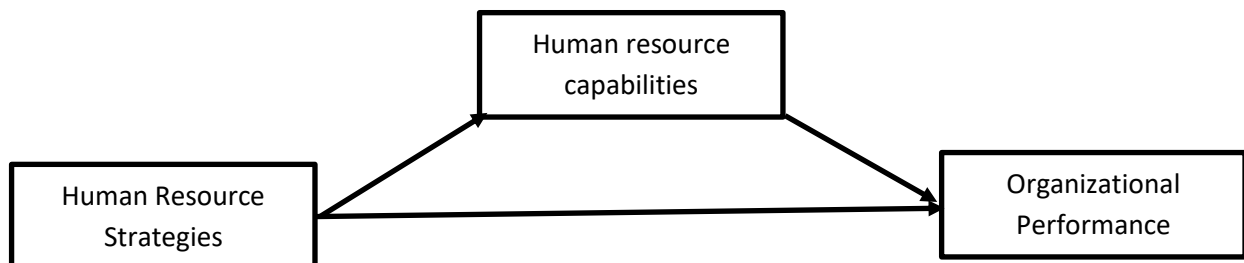 Human resource
capabilities
Human Resource
Strategies
Organizational
Performance